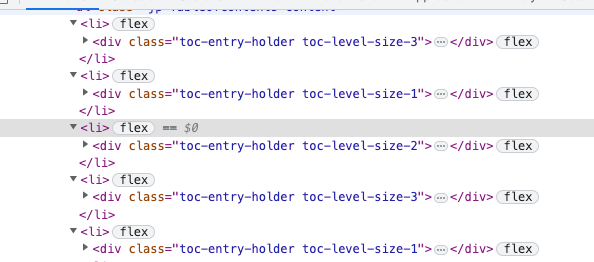 <li> flex
<div class="toc-entry-holder toc-level-size-3">…</div> flex
</li>
<li> flex
<div class="toc-entry-holder toc-level-size-1">…</div> flex
</li>
<li> flex == $0
<div class="toc-entry-holder toc-level-size-2">…</div> flex
</li>
<li> flex
<div class="toc-entry-holder toc-level-size-3">…</div> flex
</li>
<li> flex
<div class="toc-entry-holder toc-level-size-1">…</div> flex